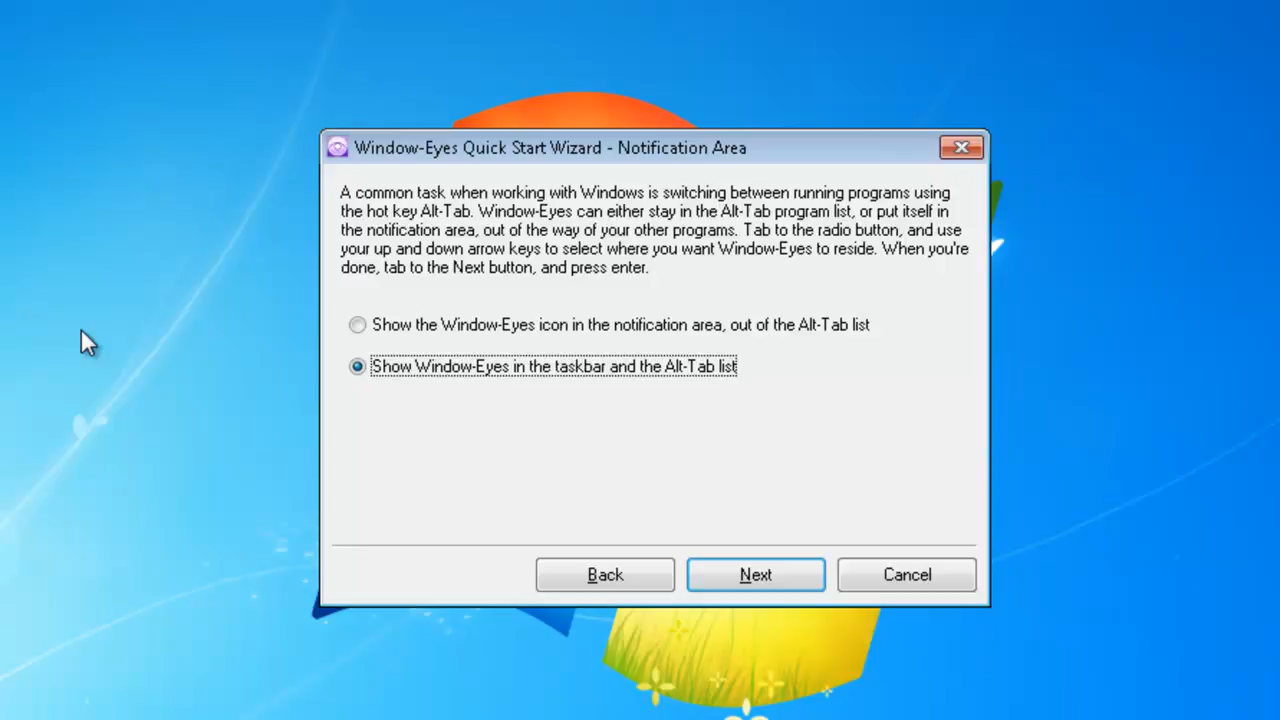 Window-Eyes Quick Start Wizard - Notification Area
A common task when working with Windows is switching between running programs using
the hot key Alt-Tab. Window-Eyes can either stay in the Alt-Tab program list, or put itself in
the notification area, out of the way of your other programs. Tab to the radio button, and use
your up and down arrow keys to select where you want Window-Eyes to reside. When you're
done, tab to the Next button, and press enter.
Show the Window-Eyes icon in the notification area, out of the Alt-Tab list
Show Window-Eyes in the taskbar and the Alt-Tab list
Back Next Cancel